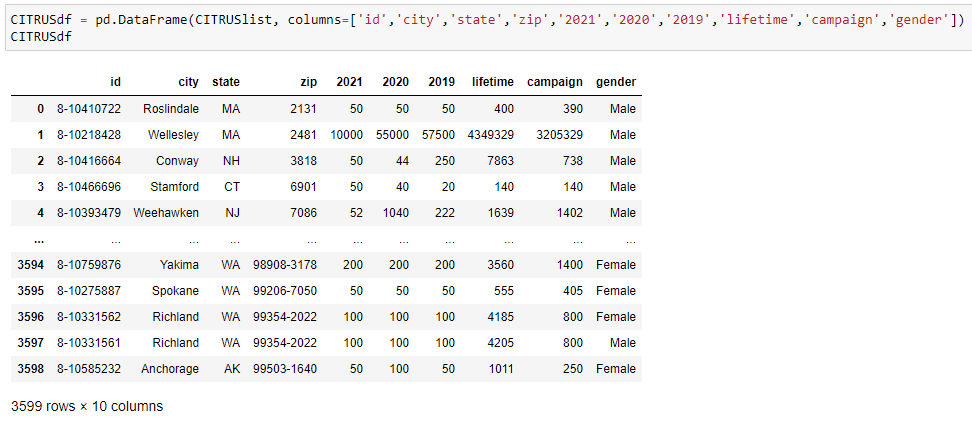 CITRUSdf = pd.DataFrame(CITRUSlist, columns=['id','city','state','zip','2021','2020','2019','lifetime','campaign','gender'])
CITRUSdf
id city state zip 2021 2020 2019 lifetime campaign gender
0 8-10410722 Roslindale MA 2131 50 50 50 400 390 Male
1 8-10218428 Wellesley MA 2481 10000 55000 57500 4349329 3205329 Male
2 8-10416664 Conway NH 3818 50 44 250 7863 738 Male
3 8-10466696 Stamford CT 6901 50 40 20 140 140 Male
4 8-10393479 Weehawken NJ 7086 52 1040 222 1639 1402 Male
... ... ... ... ... ... ... ... ... ... ...
3594 8-10759876 Yakima WA 98908-3178 200 200 200 3560 1400 Female
3595 8-10275887 Spokane WA 99206-7050 50 50 50 555 405 Female
3596 8-10331562 Richland WA 99354-2022 100 100 100 4185 800 Female
3597 8-10331561 Richland WA 99354-2022 100 100 100 4205 800 Male
3598 8-10585232 Anchorage AK 99503-1640 50 100 50 1011 250 Female
3599 rows × 10 columns